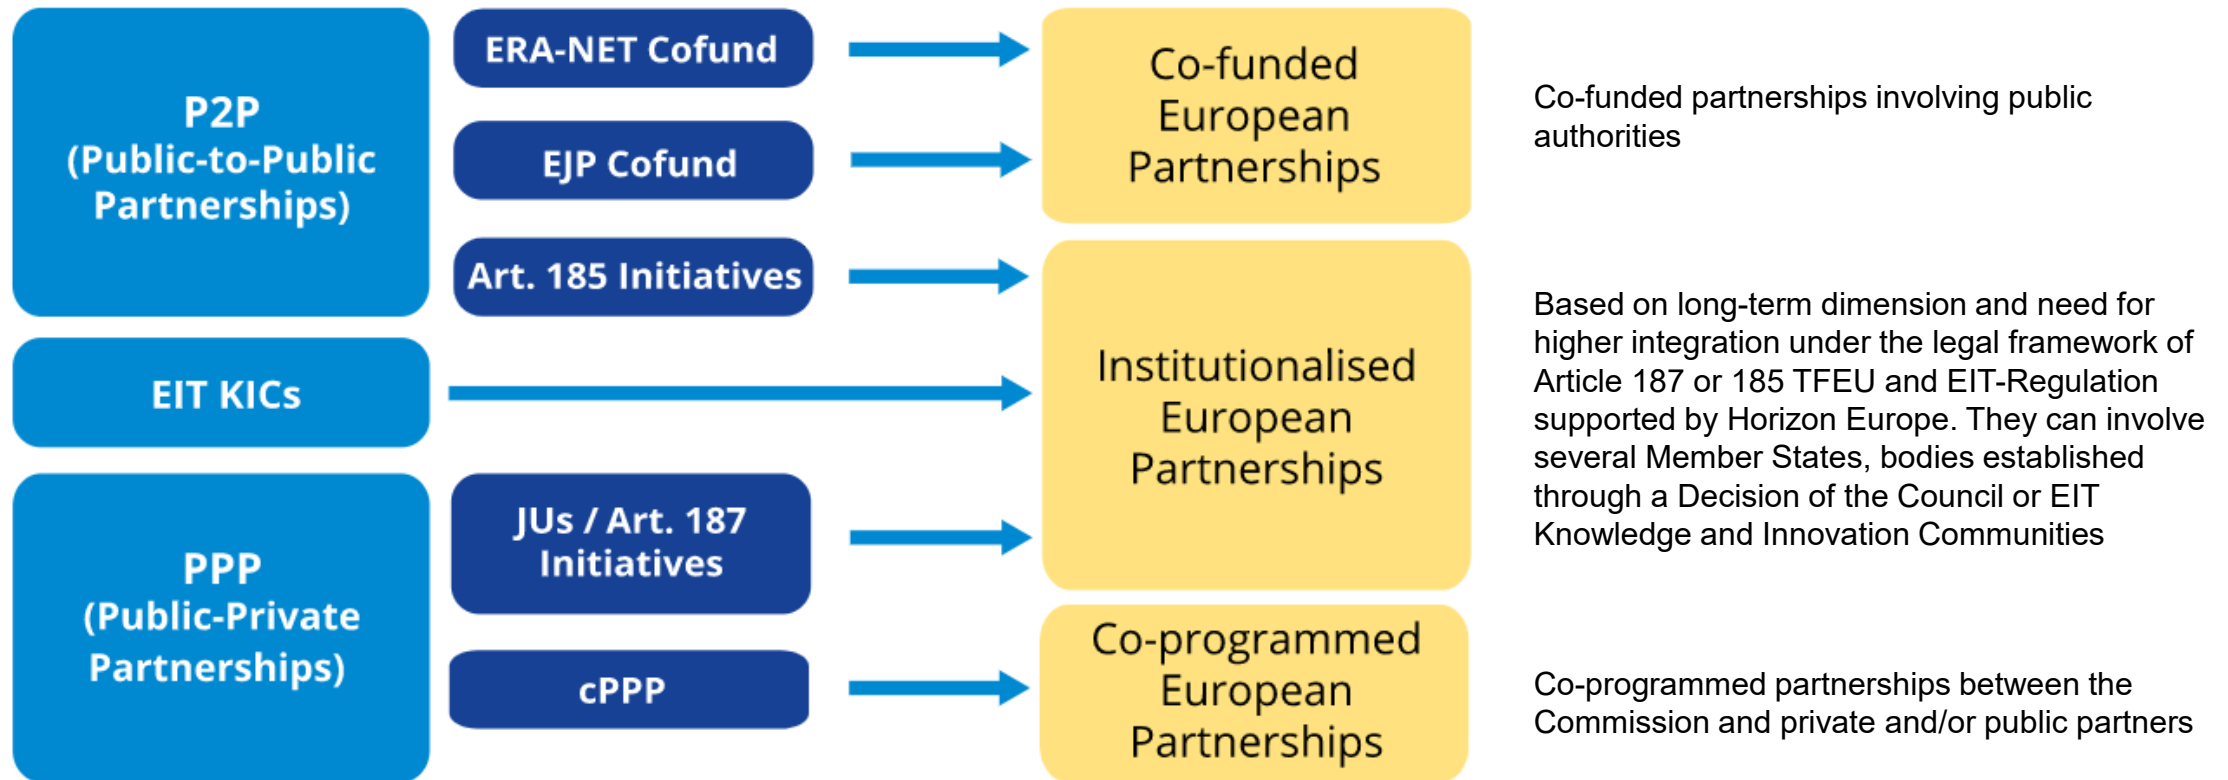 P2P
(Public-to-Public
Partnerships)
ERA-NET Cofund
EJP Cofund
Art. 185 Initiatives
Co-funded
European
Partnerships
Co-funded partnerships involving public
authorities
EIT KICs
Institutionalised
European
Partnerships
Based on long-term dimension and need for
higher integration under the legal framework of
Article 187 or 185 TFEU and EIT-Regulation
supported by Horizon Europe. They can involve
several Member States, bodies established
through a Decision of the Council or EIT
Knowledge and Innovation Communities
PPP
(Public-Private
Partnerships)
JUs / Art. 187
Initiatives
cPPP
Co-programmed
European
Partnerships
Co-programmed partnerships between the
Commission and private and/or public partners